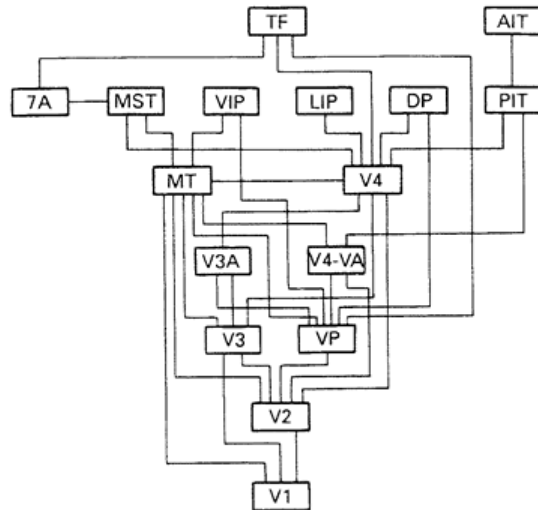 TF AIT
7A MST VIP LIP DP PIT
MT V4
V3A V4-VA
V3 VP
V2
V1